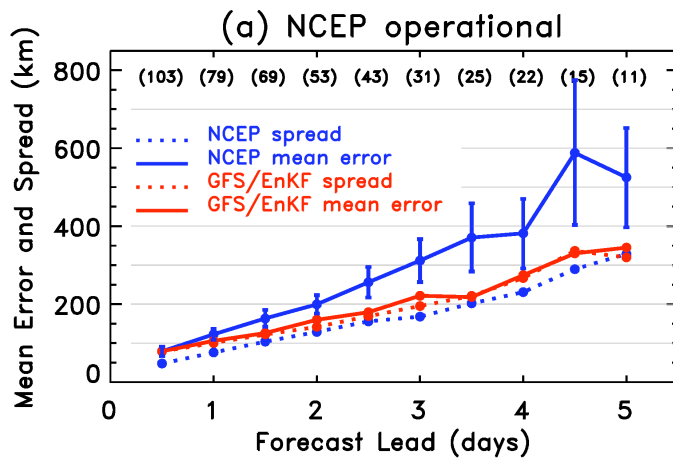 (a) NCEP operational
Mean Error and Spread (km)
800
600
400
200
0
(103) (79) (69) (53) (43) (31) (25) (22) (15) (11)
NCEP spread
NCEP mean error
GFS/EnKF spread
GFS/EnKF mean error
0 1 2 3 4 5
Forecast Lead (days)